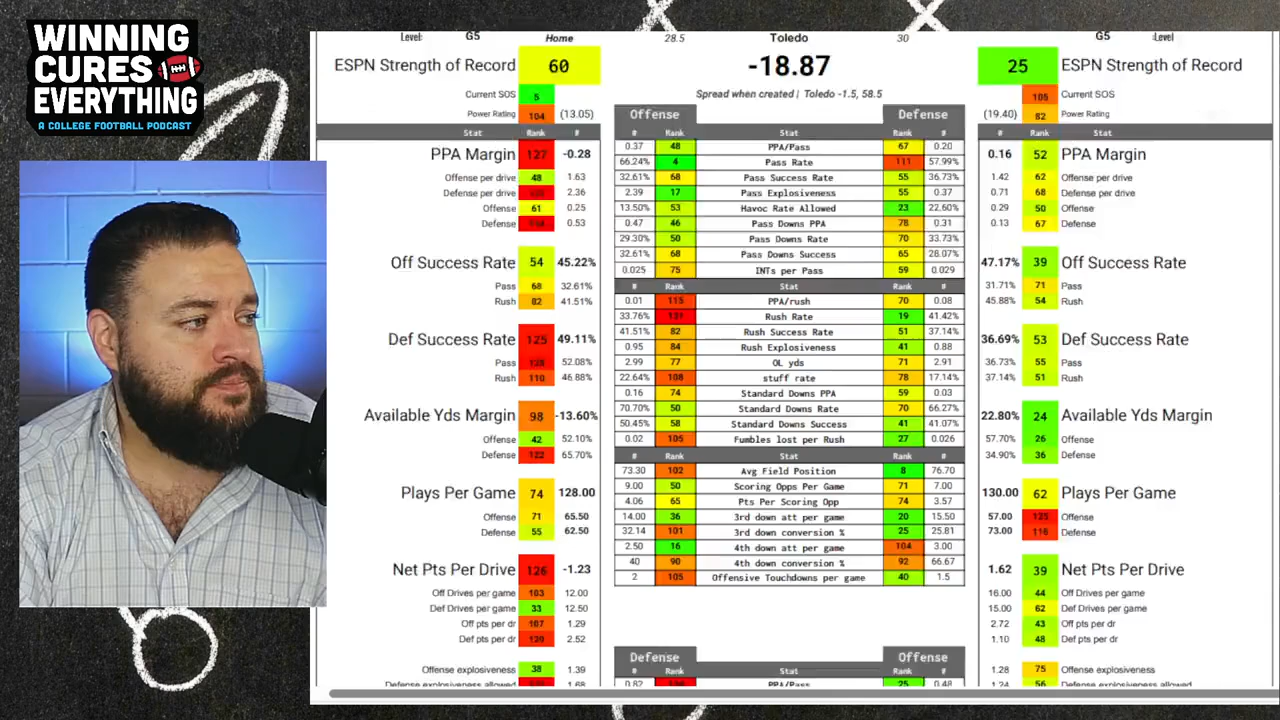 WINNING
CURES
EVERYTHING
A COLLEGE FOOTBALL PODCAST
Level: G5 Home 28.5 Toledo 30 G5 Level
ESPN Strength of Record 60 -18.87 25 ESPN Strength of Record
Current SOS 5 Spread when created | Toledo -1.5, 58.5 105 Current SOS
Power Rating 104 (13.05) Offense Defense (19.40) 82 Power Rating
Stat Rank # # Rank Stat Rank # # Rank Stat
PPA Margin 127 -0.28 0.16 52 PPA Margin
Offense per drive 48 1.63 1.42 62 Offense per drive
Defense per drive 2.36 0.71 68 Defense per drive
Offense 61 0.25 0.29 50 Offense
Defense 0.53 0.13 67 Defense
Off Success Rate 54 45.22% 47.17% 39 Off Success Rate
Pass 68 32.61% 31.71% 71 Pass
Rush 82 41.51% 45.88% 54 Rush
Def Success Rate 125 49.11% 36.69% 53 Def Success Rate
Pass 52.08% 36.73% 55 Pass
Rush 110 46.88% 37.14% 51 Rush
Available Yds Margin 98 -13.60% 22.80% 24 Available Yds Margin
Offense 42 52.10% 57.70% 26 Offense
Defense 122 65.70% 34.90% 36 Defense
Plays Per Game 74 128.00 130.00 62 Plays Per Game
Offense 71 65.50 57.00 Offense
Defense 55 62.50 73.00 116 Defense
Net Pts Per Drive 126 -1.23 1.62 39 Net Pts Per Drive
Off Drives per game 103 12.00 16.00 44 Off Drives per game
Def Drives per game 33 12.50 15.00 62 Def Drives per game
Off pts per dr 107 1.29 2.72 43 Off pts per dr
Def pts per dr 2.52 1.10 48 Def pts per dr
Offense explosiveness 38 1.39 1.28 75 Offense explosiveness
Defense explosiveness allowed 1.68 1.24 56 Defense explosiveness allowed
0.37 48 PPA/Pass 67 0.20
66.24% 4 Pass Rate 111 57.99%
32.61% 68 Pass Success Rate 55 36.73%
2.39 17 Pass Explosiveness 55 0.37
13.50% 53 Havoc Rate Allowed 23 22.60%
0.47 46 Pass Downs PPA 78 0.31
29.30% 50 Pass Downs Rate 70 33.73%
32.61% 68 Pass Downs Success 65 28.07%
0.025 75 INTs per Pass 59 0.029
# Rank Stat Rank #
0.01 115 PPA/rush 70 0.08
33.76% 131 Rush Rate 19 41.42%
41.51% 82 Rush Success Rate 51 37.14%
0.95 84 Rush Explosiveness 41 0.88
2.99 77 OL yds 71 2.91
22.64% 108 stuff rate 78 17.14%
0.16 74 Standard Downs PPA 59 0.03
70.70% 50 Standard Downs Rate 70 66.27%
50.45% 58 Standard Downs Success 41 41.07%
0.02 105 Fumbles lost per Rush 27 0.026
# Rank Stat Rank #
73.30 102 Avg Field Position 8 76.70
9.00 50 Scoring Opps Per Game 71 7.00
4.06 65 Pts Per Scoring Opp 74 3.57
14.00 36 3rd down att per game 20 15.50
32.14 101 3rd down conversion % 25 25.81
2.50 16 4th down att per game 104 3.00
40 90 4th down conversion % 92 66.67
2 105 Offensive Touchdowns per game 40 1.5
Defense Offense
# Rank Stat Rank #
0.82 PPA/Pass 25 0.48